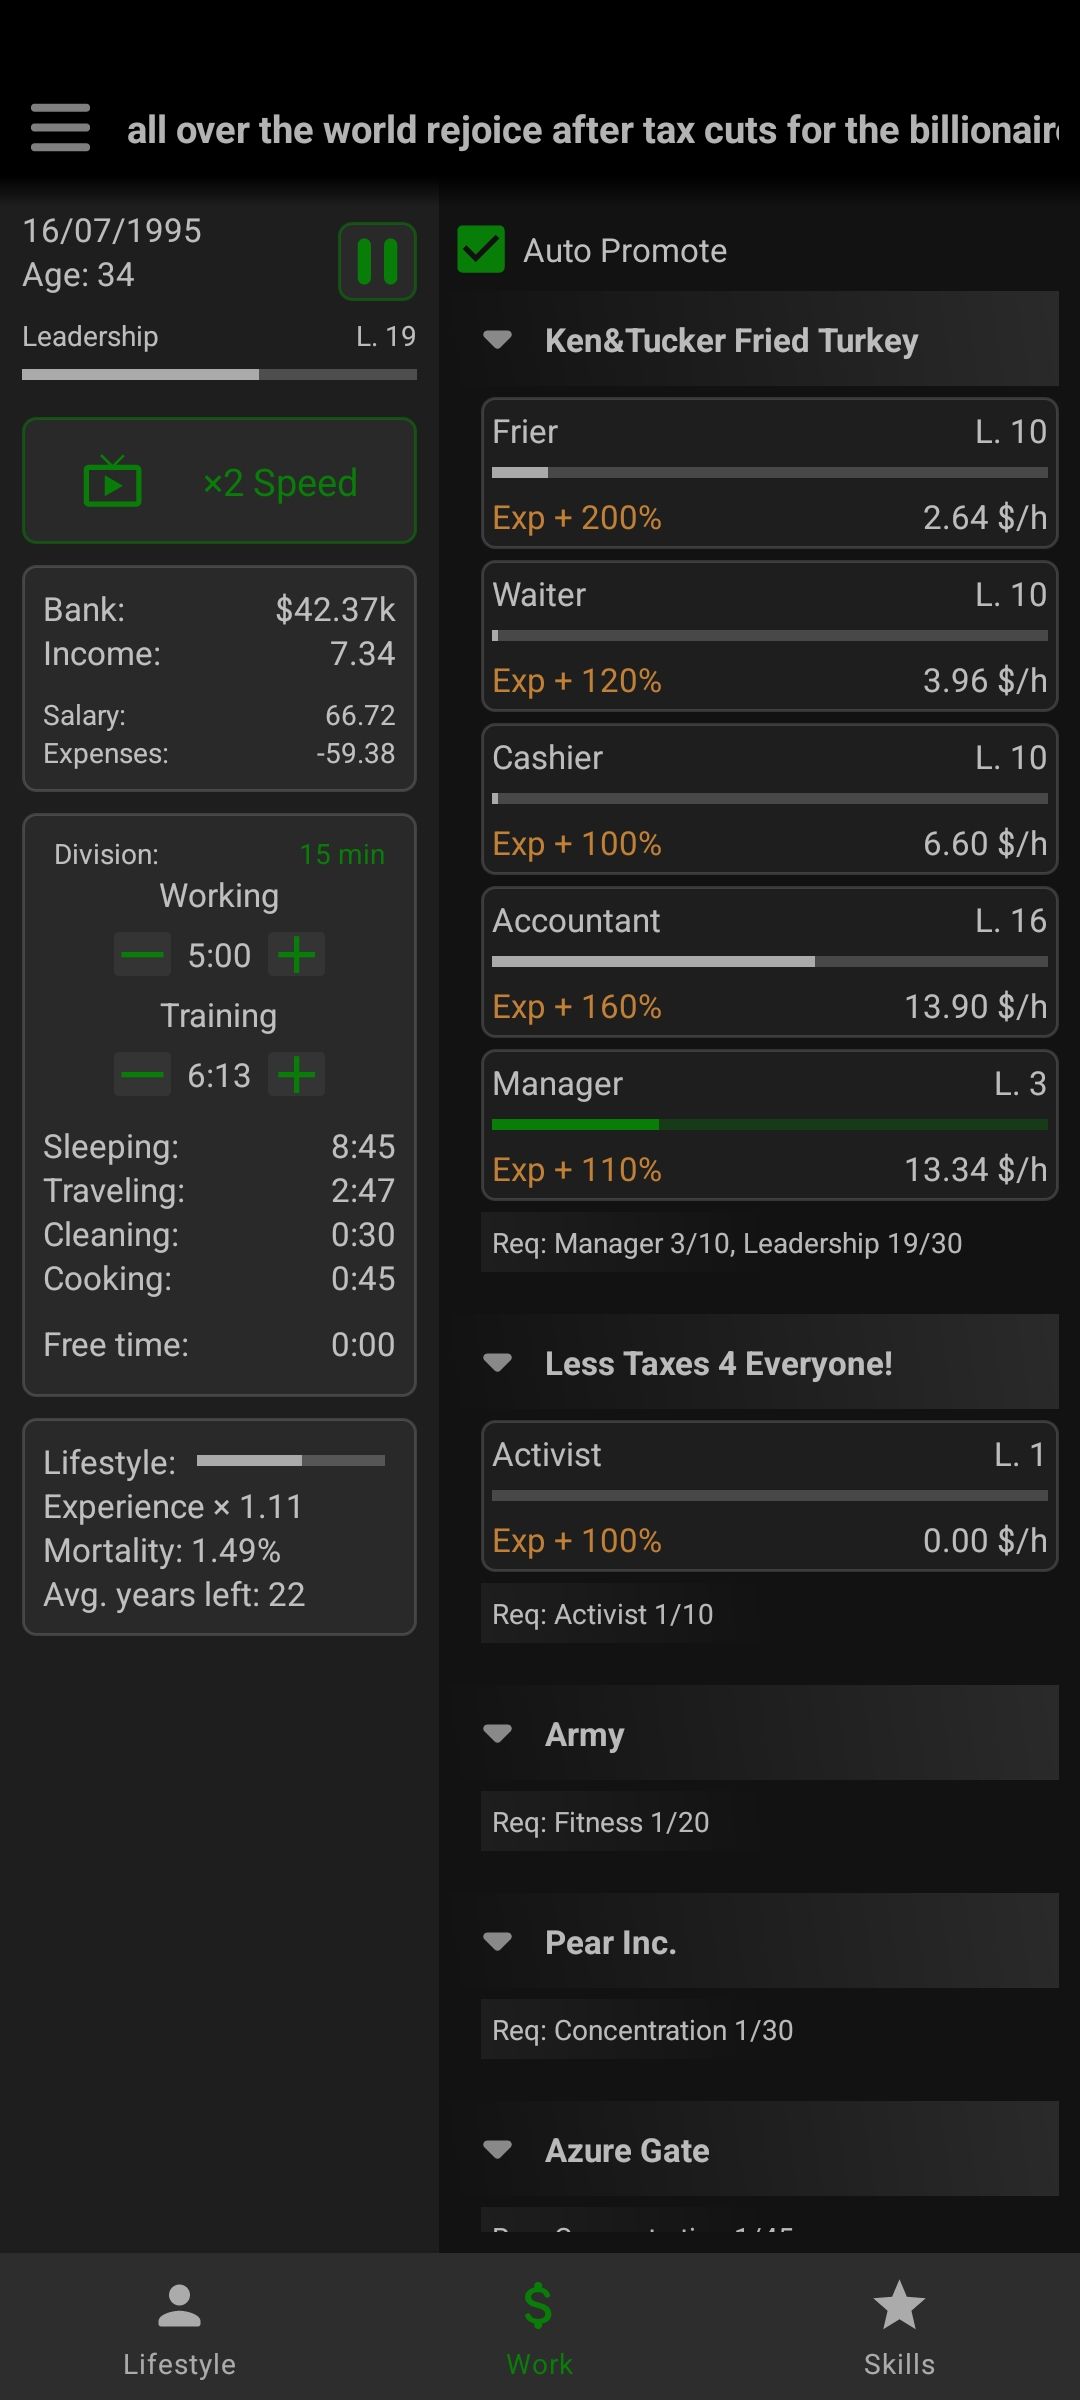 all over the world rejoice after tax cuts for the
16/07/1995
Age: 34
Leadership L. 19
×2 Speed
Bank: $42.37k
Income: 7.34
Salary: 66.72
Expenses: -59.38
Division: 15 min
Working
5:00
Training
6:13
Sleeping: 8:45
Traveling: 2:47
Cleaning: 0:30
Cooking: 0:45
Free time: 0:00
Lifestyle:
Experience × 1.11
Mortality: 1.49%
Avg. years left: 22
Auto Promote
Ken&Tucker Fried Turkey
Frier L. 10
Exp + 200% 2.64 $/h
Waiter L. 10
Exp + 120% 3.96 $/h
Cashier L. 10
Exp + 100% 6.60 $/h
Accountant L. 16
Exp + 160% 13.90 $/h
Manager L. 3
Exp + 110% 13.34 $/h
Req: Manager 3/10, Leadership 19/30
Less Taxes 4 Everyone!
Activist L. 1
Exp + 100% 0.00 $/h
Req: Activist 1/10
Army
Req: Fitness 1/20
Pear Inc.
Req: Concentration 1/30
Azure Gate
Lifestyle
Work
Skills